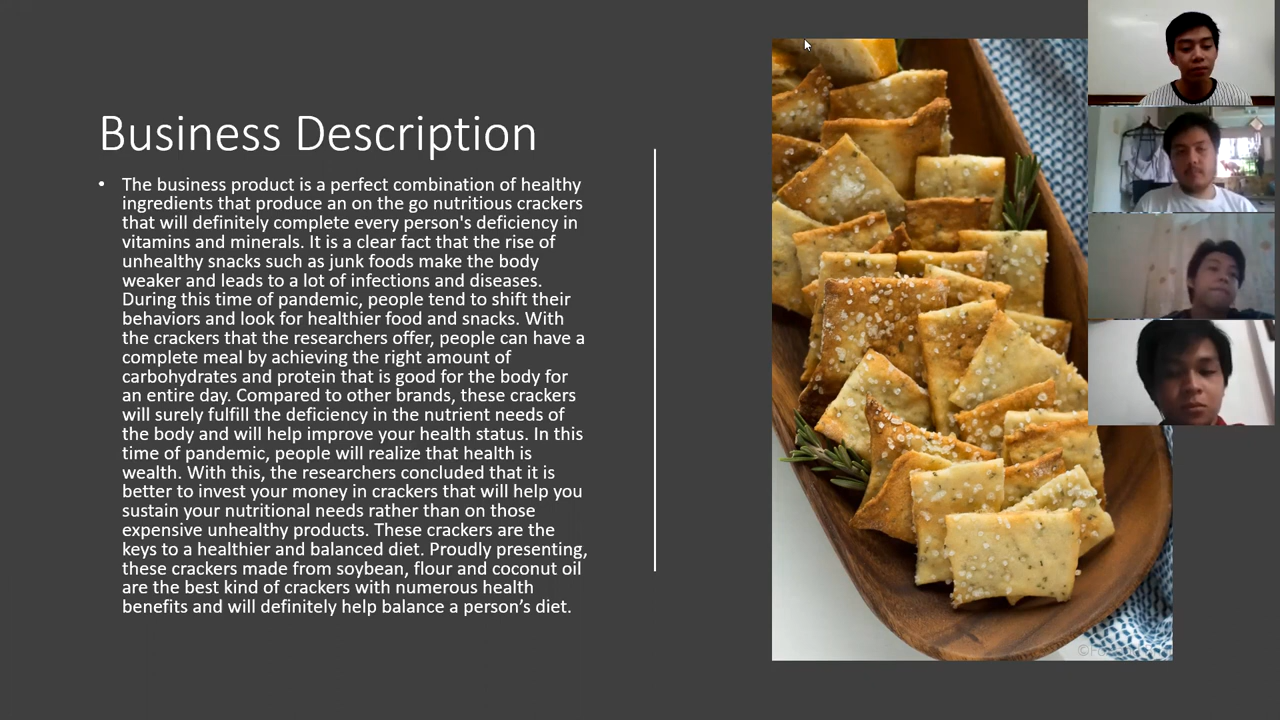 Business Description
• The business product is a perfect combination of healthy
ingredients that produce an on the go nutritious crackers
that will definitely complete every person's deficiency in
vitamins and minerals. It is a clear fact that the rise of
unhealthy snacks such as junk foods make the body
weaker and leads to a lot of infections and diseases.
During this time of pandemic, people tend to shift their
behaviors and look for healthier food and snacks. With
the crackers that the researchers offer, people can have a
complete meal by achieving the right amount of
carbohydrates and protein that is good for the body for
an entire day. Compared to other brands, these crackers
will surely fulfill the deficiency in the nutrient needs of
the body and will help improve your health status. In this
time of pandemic, people will realize that health is
wealth. With this, the researchers concluded that it is
better to invest your money in crackers that will help you
sustain your nutritional needs rather than on those
expensive unhealthy products. These crackers are the
keys to a healthier and balanced diet. Proudly presenting,
these crackers made from soybean, flour and coconut oil
are the best kind of crackers with numerous health
benefits and will definitely help balance a person’s diet.